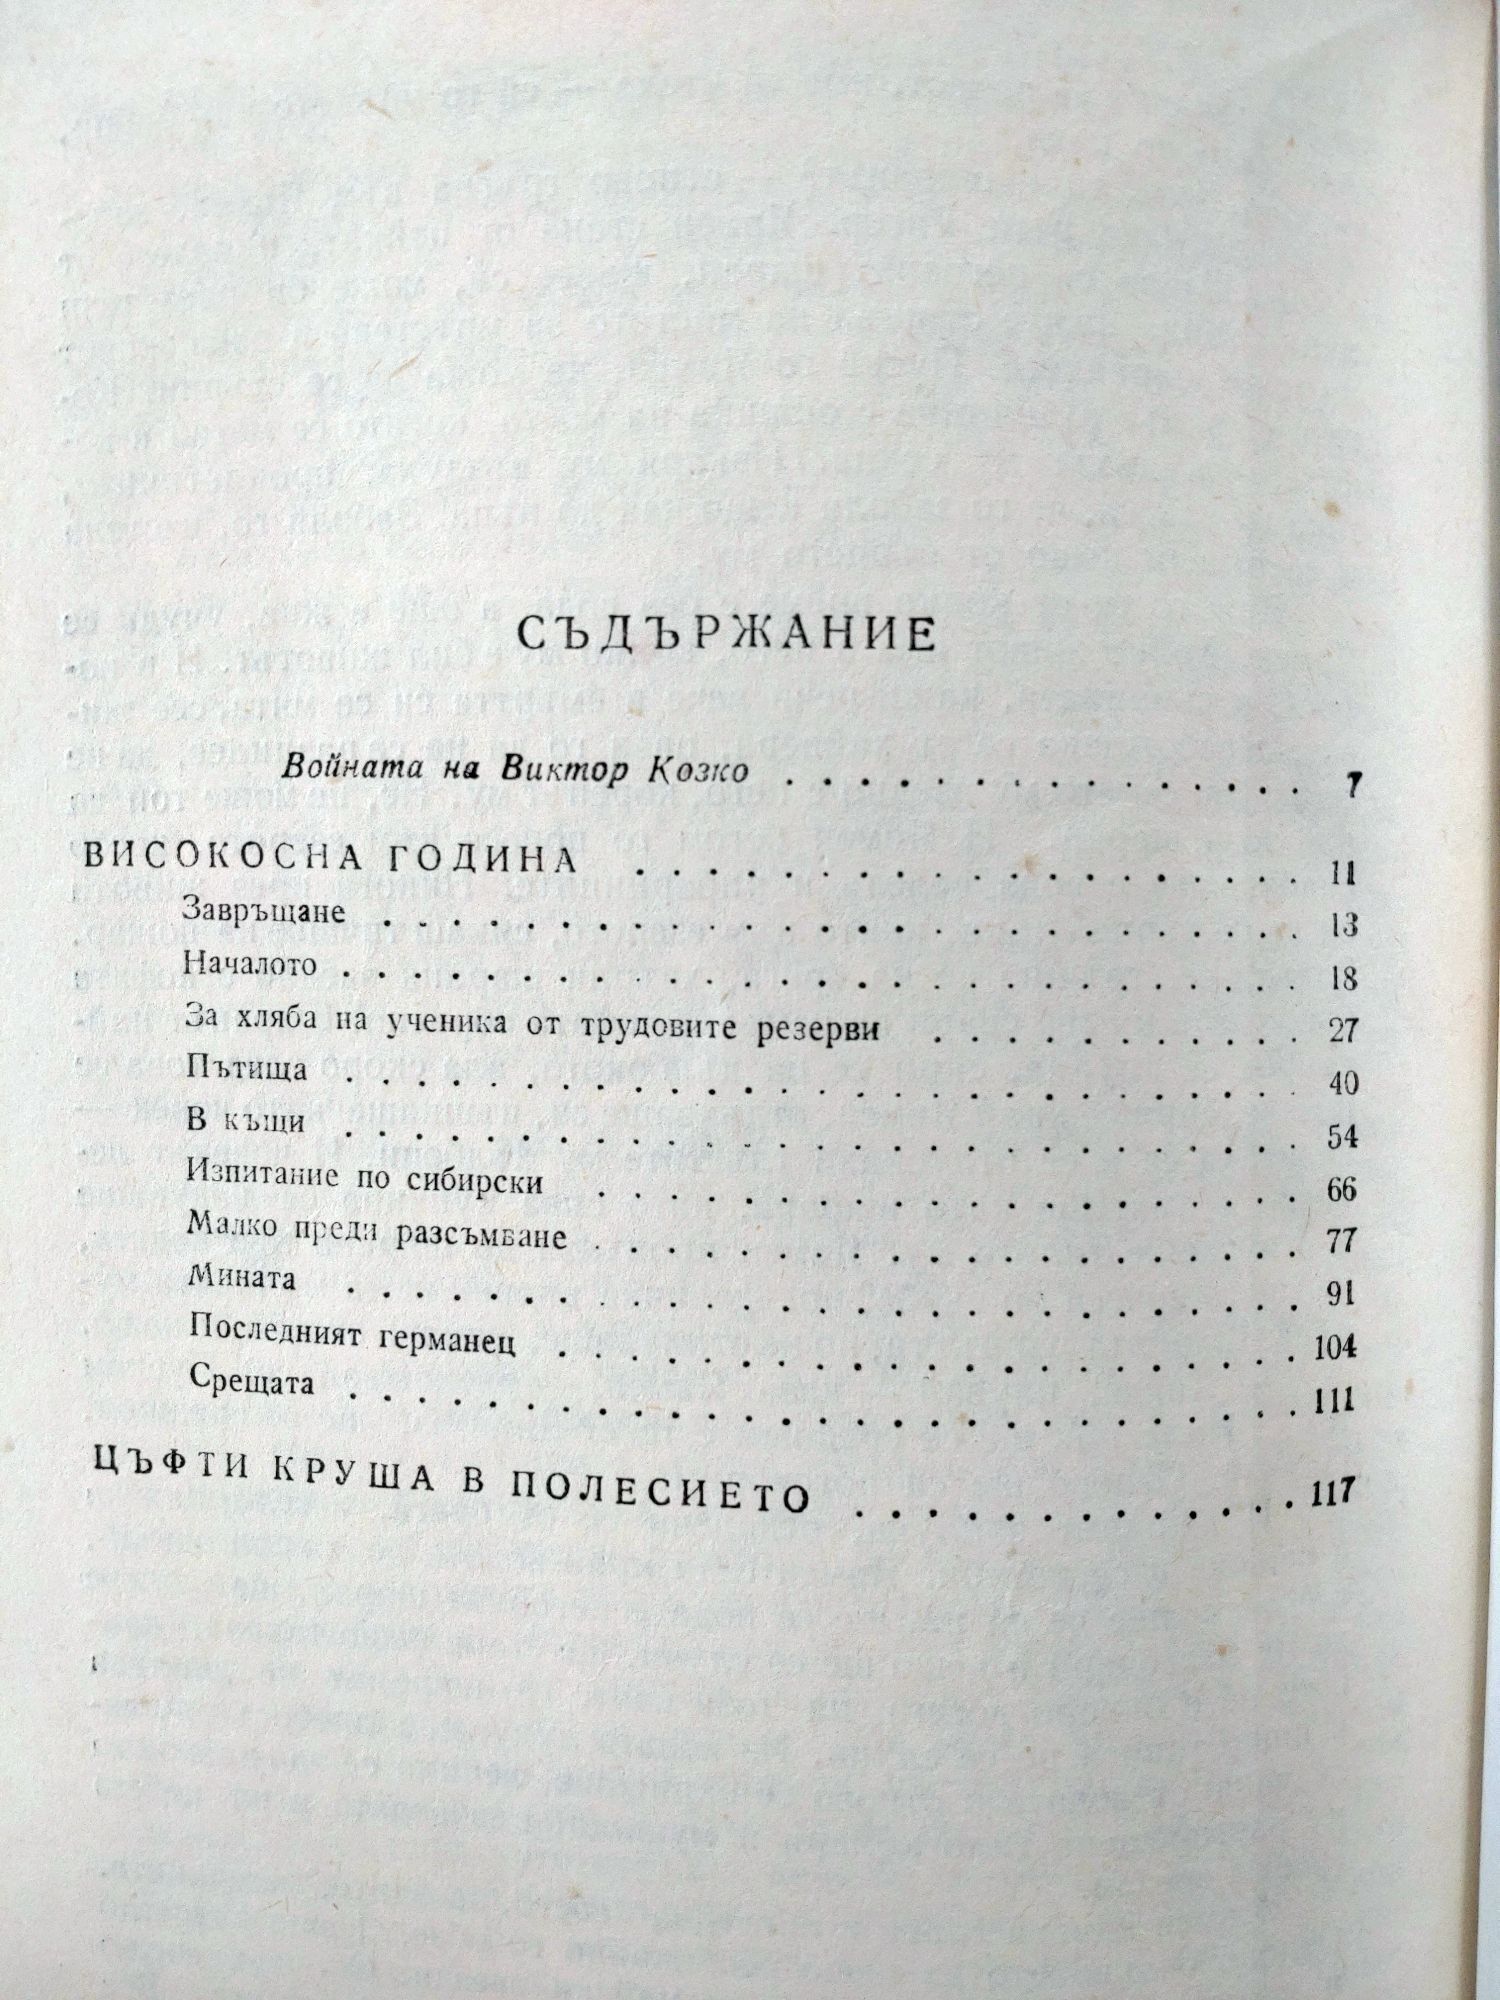 СЪДЪРЖАНИЕ
Войната на Виктор Козко . . . . . . . . . . . . . . . 7
ВИСОКОСНА ГОДИНА . . . . . . . . . . . . . . . . . . . 11
Завръщане . . . . . . . . . . . . . . . . . . . . . . . . . . 13
Началото . . . . . . . . . . . . . . . . . . . . . . . . . . . 18
За хляба на ученика от трудовите резерви . . . . . . . . . . . 27
Пътища . . . . . . . . . . . . . . . . . . . . . . . . . . . 40
В къщи . . . . . . . . . . . . . . . . . . . . . . . . . . . 54
Изпитание по сибирски . . . . . . . . . . . . . . . . . . . . 66
Малко преди разсъмване . . . . . . . . . . . . . . . . . . . . 77
Мината . . . . . . . . . . . . . . . . . . . . . . . . . . . 91
Последният германец . . . . . . . . . . . . . . . . . . . . . 104
Срещата . . . . . . . . . . . . . . . . . . . . . . . . . . . 111
ЦЪФТИ КРУША В ПОЛЕСИЕТО . . . . . . . . . . . . . 117